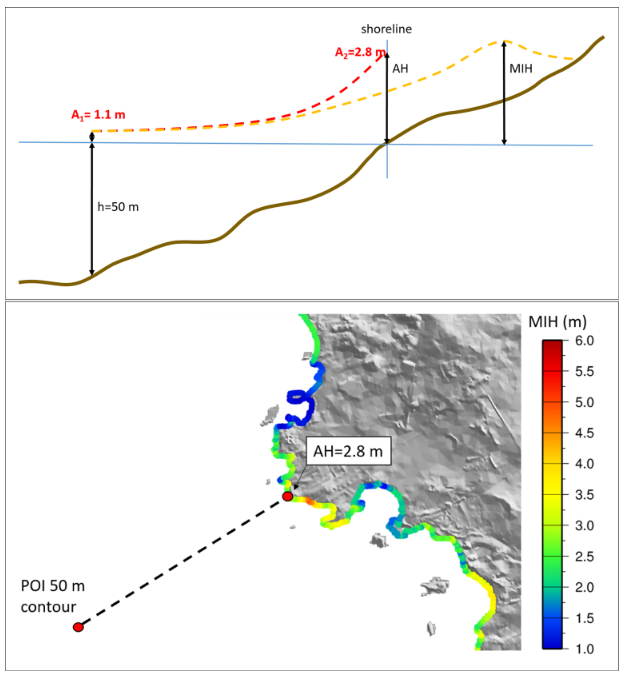 shoreline
A₂=2.8 m
AH
MIH
A₁= 1.1 m
h=50 m
MIH (m)
6.0
5.5
5.0
4.5
4.0
3.5
3.0
2.5
2.0
1.5
1.0
AH=2.8 m
POI 50 m
contour